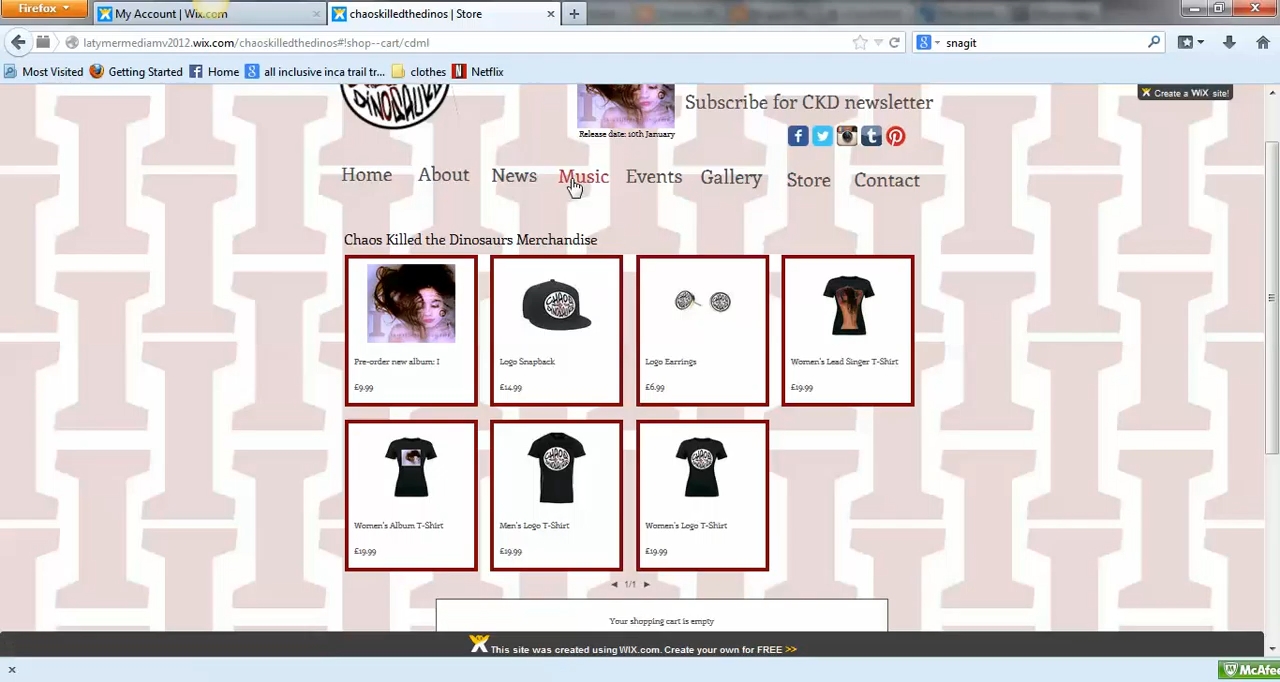 Firefox
My Account | Wix.com
chaoskilledthedinos | Store
latymermediamv2012.wix.com/chaoskilledthedinos#!shop--cart/cdml
snagit
Most Visited Getting Started Home all inclusive inca trail tr... clothes Netflix
Create a WiX site!
DINOSAUR
Subscribe for CKD newsletter
Release date: 10th January
Home About News Music Events Gallery Store Contact
Chaos Killed the Dinosaurs Merchandise
Pre-order new album: I
£9.99
Logo Snapback
£14.99
Logo Earrings
£6.99
Women's Lead Singer T-Shirt
£19.99
Women's Album T-Shirt
£19.99
Men's Logo T-Shirt
£19.99
Women's Logo T-Shirt
£19.99
1/1
Your shopping cart is empty
This site was created using WIX.com. Create your own for FREE >>
McAfee